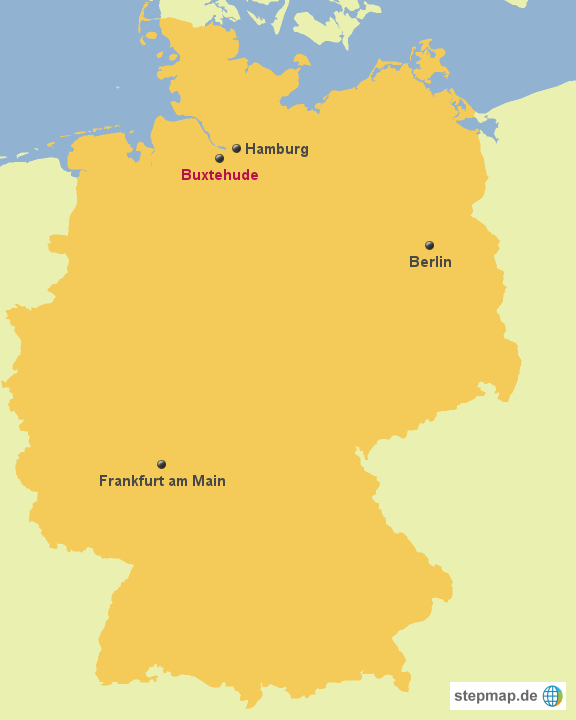 Hamburg
Buxtehude
Berlin
Frankfurt am Main
stepmap.de